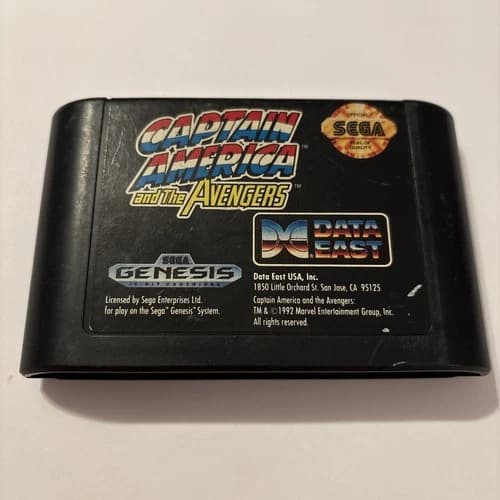 CAPTAIN
AMERICA™
and The AVENGERS™
OFFICIAL
SEGA
SEAL OF
QUALITY
DATA
EAST
SEGA
GENESIS
16-BIT CARTRIDGE
Licensed by Sega Enterprises Ltd.
for play on the Sega™ Genesis™ System.
Data East USA, Inc.
1850 Little Orchard St. San Jose, CA 95125
Captain America and the Avengers:
TM & ©1992 Marvel Entertainment Group, Inc.
All rights reserved.